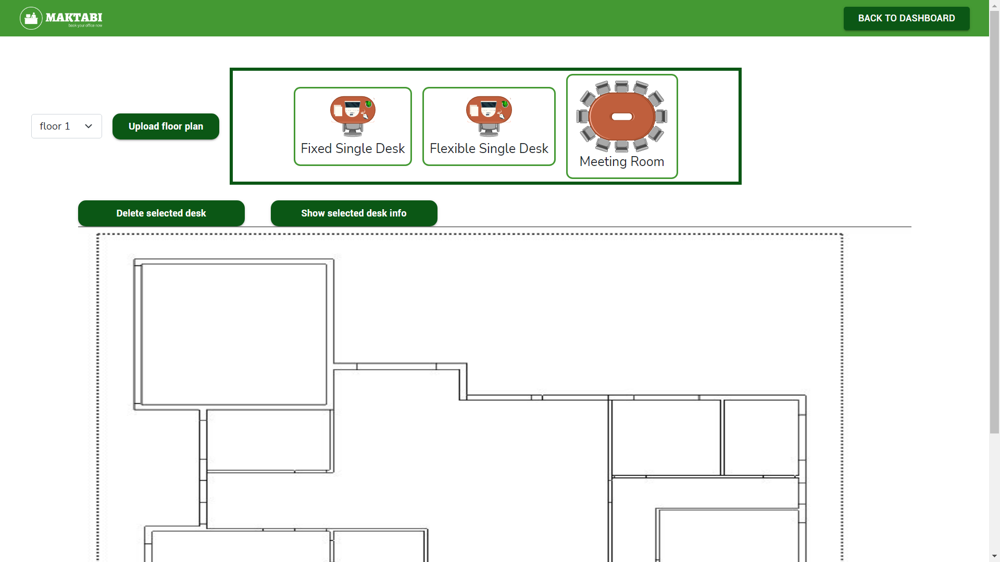 MAKTABI
book your office now
BACK TO DASHBOARD
floor 1
Upload floor plan
Fixed Single Desk
Flexible Single Desk
Meeting Room
Delete selected desk
Show selected desk info